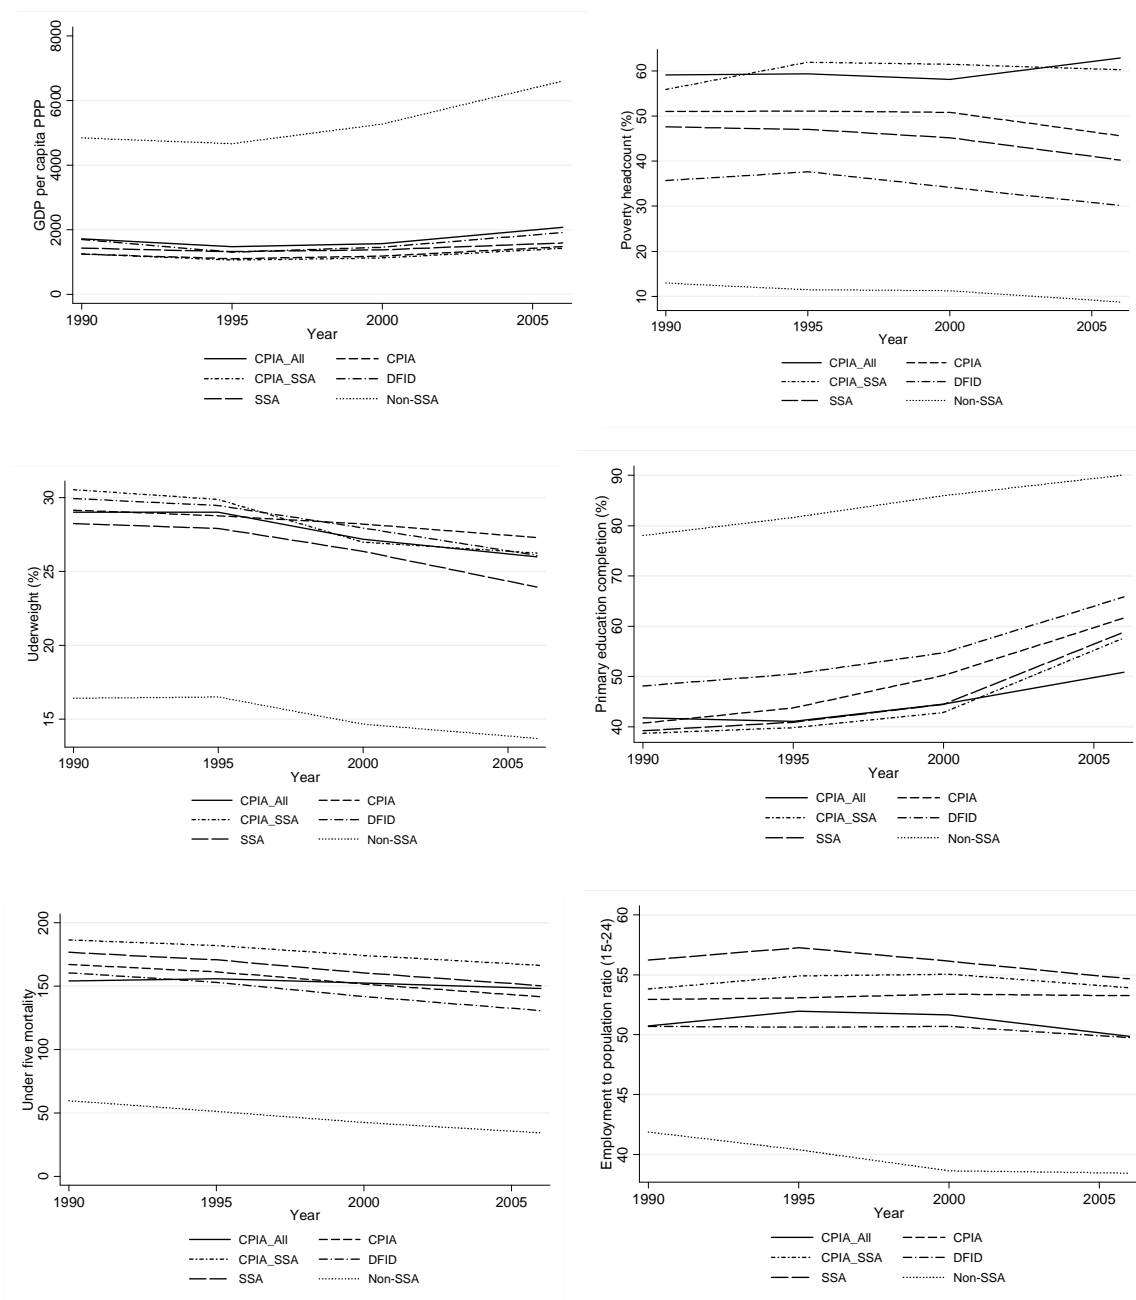 GDP per capita PPP
8000
6000
4000
2000
0
1990 1995 2000 2005
Year
CPIA_All CPIA
CPIA_SSA DFID
SSA Non-SSA
Poverty headcount (%)
60
50
40
30
20
10
1990 1995 2000 2005
Year
CPIA_All CPIA
CPIA_SSA DFID
SSA Non-SSA
Uderweight (%)
30
25
20
15
1990 1995 2000 2005
Year
CPIA_All CPIA
CPIA_SSA DFID
SSA Non-SSA
Primary education completion (%)
90
80
70
60
50
40
1990 1995 2000 2005
Year
CPIA_All CPIA
CPIA_SSA DFID
SSA Non-SSA
Under five mortality
200
150
100
50
0
1990 1995 2000 2005
Year
CPIA_All CPIA
CPIA_SSA DFID
SSA Non-SSA
Employment to population ratio (15-24)
60
55
50
45
40
1990 1995 2000 2005
Year
CPIA_All CPIA
CPIA_SSA DFID
SSA Non-SSA